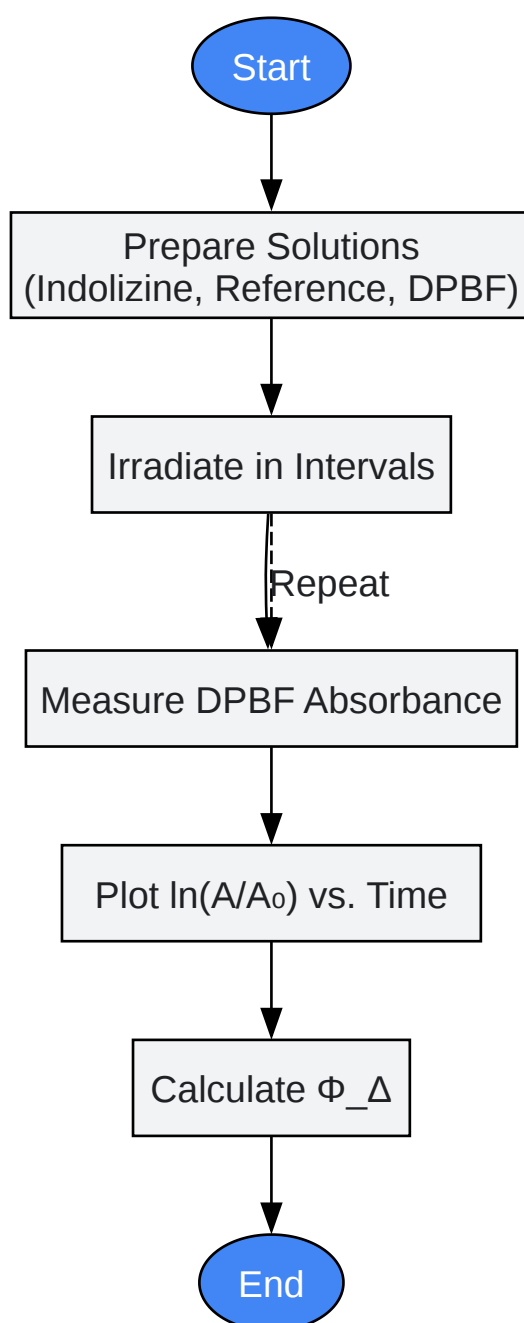 Start
Prepare Solutions
(Indolizine, Reference, DPBF)
Irradiate in Intervals
Repeat
Measure DPBF Absorbance
Plot ln(A/A₀) vs. Time
Calculate Φ_Δ
End